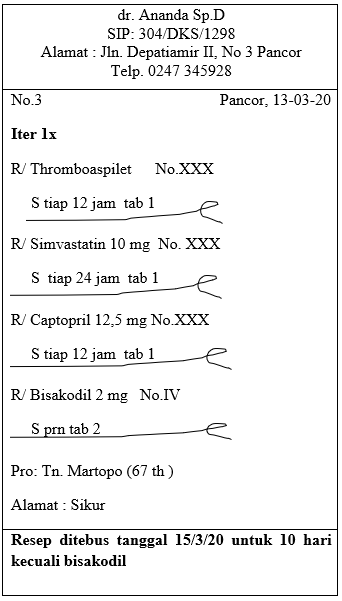 dr. Ananda Sp.D
SIP: 304/DKS/1298
Alamat : Jln. Depatiamir II, No 3 Pancor
Telp. 0247 345928
No.3 Pancor, 13-03-20
Iter 1x
R/ Thromboaspilet No.XXX
S tiap 12 jam tab 1
R/ Simvastatin 10 mg No. XXX
S tiap 24 jam tab 1
R/ Captopril 12,5 mg No.XXX
S tiap 12 jam tab 1
R/ Bisakodil 2 mg No.IV
S prn tab 2
Pro: Tn. Martopo (67 th )
Alamat : Sikur
Resep ditebus tanggal 15/3/20 untuk 10 hari
kecuali bisakodil